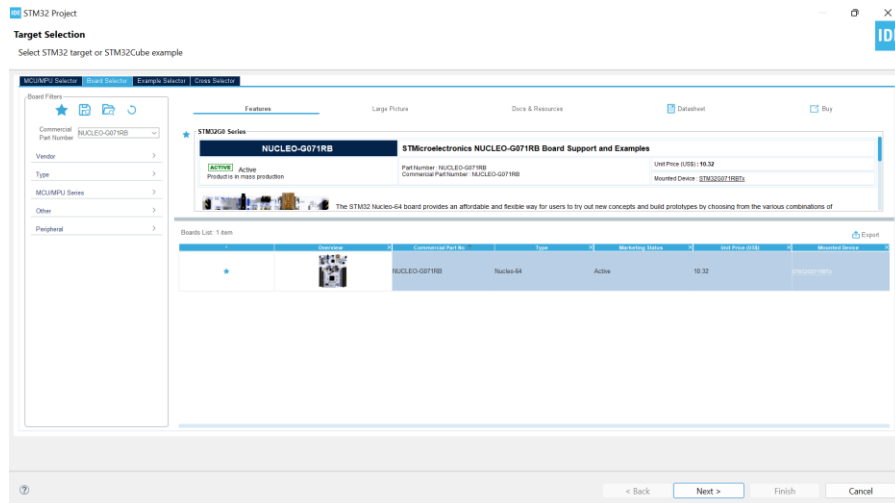 IDE STM32 Project
Target Selection
Select STM32 target or STM32Cube example
IDE
MCU/MPU Selector Board Selector Example Selector Cross Selector
Board Filters
Commercial Part Number NUCLEO-G071RB
Vendor
Type
MCU/MPU Series
Other
Peripheral
Features Large Picture Docs & Resources Datasheet Buy
STM32G0 Series
NUCLEO-G071RB STMicroelectronics NUCLEO-G071RB Board Support and Examples
ACTIVE Active
Product is in mass production
Part Number : NUCLEO-G071RB
Commercial Part Number : NUCLEO-G071RB
Unit Price (US$) : 10.32
Mounted Device : STM32G071RBTx
The STM32 Nucleo-64 board provides an affordable and flexible way for users to try out new concepts and build prototypes by choosing from the various combinations of
Boards List: 1 item
Export
* Overview Commercial Part No Type Marketing Status Unit Price (US$) Mounted Device
NUCLEO-G071RB Nucleo-64 Active 10.32 STM32G071RBTx
? < Back Next > Finish Cancel